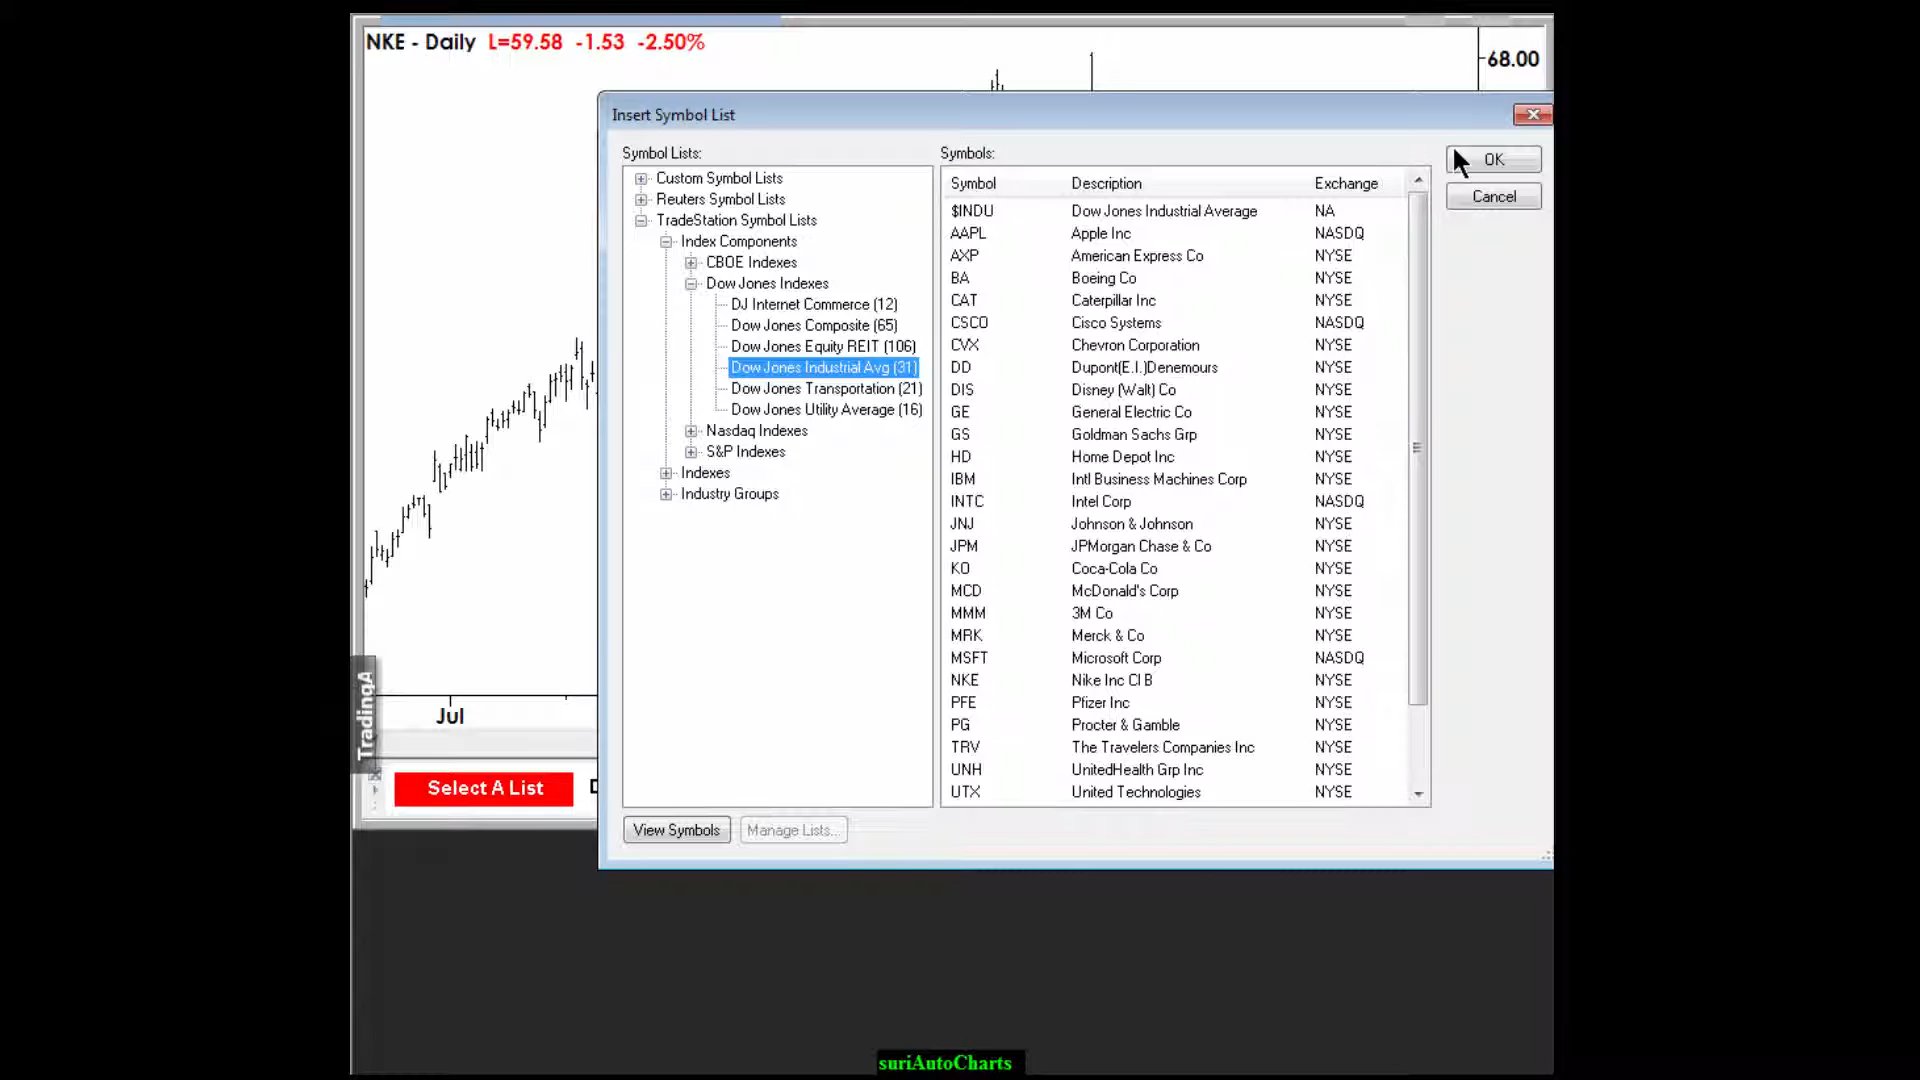 NKE - Daily L=59.58 -1.53 -2.50%
68.00
Insert Symbol List
Symbol Lists:
Custom Symbol Lists
Reuters Symbol Lists
TradeStation Symbol Lists
Index Components
CBOE Indexes
Dow Jones Indexes
DJ Internet Commerce (12)
Dow Jones Composite (65)
Dow Jones Equity REIT (106)
Dow Jones Industrial Avg (31)
Dow Jones Transportation (21)
Dow Jones Utility Average (16)
Nasdaq Indexes
S&P Indexes
Indexes
Industry Groups
Symbols:
Symbol Description Exchange
$INDU Dow Jones Industrial Average NA
AAPL Apple Inc NASDQ
AXP American Express Co NYSE
BA Boeing Co NYSE
CAT Caterpillar Inc NYSE
CSCO Cisco Systems NASDQ
CVX Chevron Corporation NYSE
DD Dupont(E.I.)Denemours NYSE
DIS Disney (Walt) Co NYSE
GE General Electric Co NYSE
GS Goldman Sachs Grp NYSE
HD Home Depot Inc NYSE
IBM Intl Business Machines Corp NYSE
INTC Intel Corp NASDQ
JNJ Johnson & Johnson NYSE
JPM JPMorgan Chase & Co NYSE
KO Coca-Cola Co NYSE
MCD McDonald's Corp NYSE
MMM 3M Co NYSE
MRK Merck & Co NYSE
MSFT Microsoft Corp NASDQ
NKE Nike Inc Cl B NYSE
PFE Pfizer Inc NYSE
PG Procter & Gamble NYSE
TRV The Travelers Companies Inc NYSE
UNH UnitedHealth Grp Inc NYSE
UTX United Technologies NYSE
OK
Cancel
View Symbols
Manage Lists...
Jul
TradingA
Select A List
suriAutoCharts